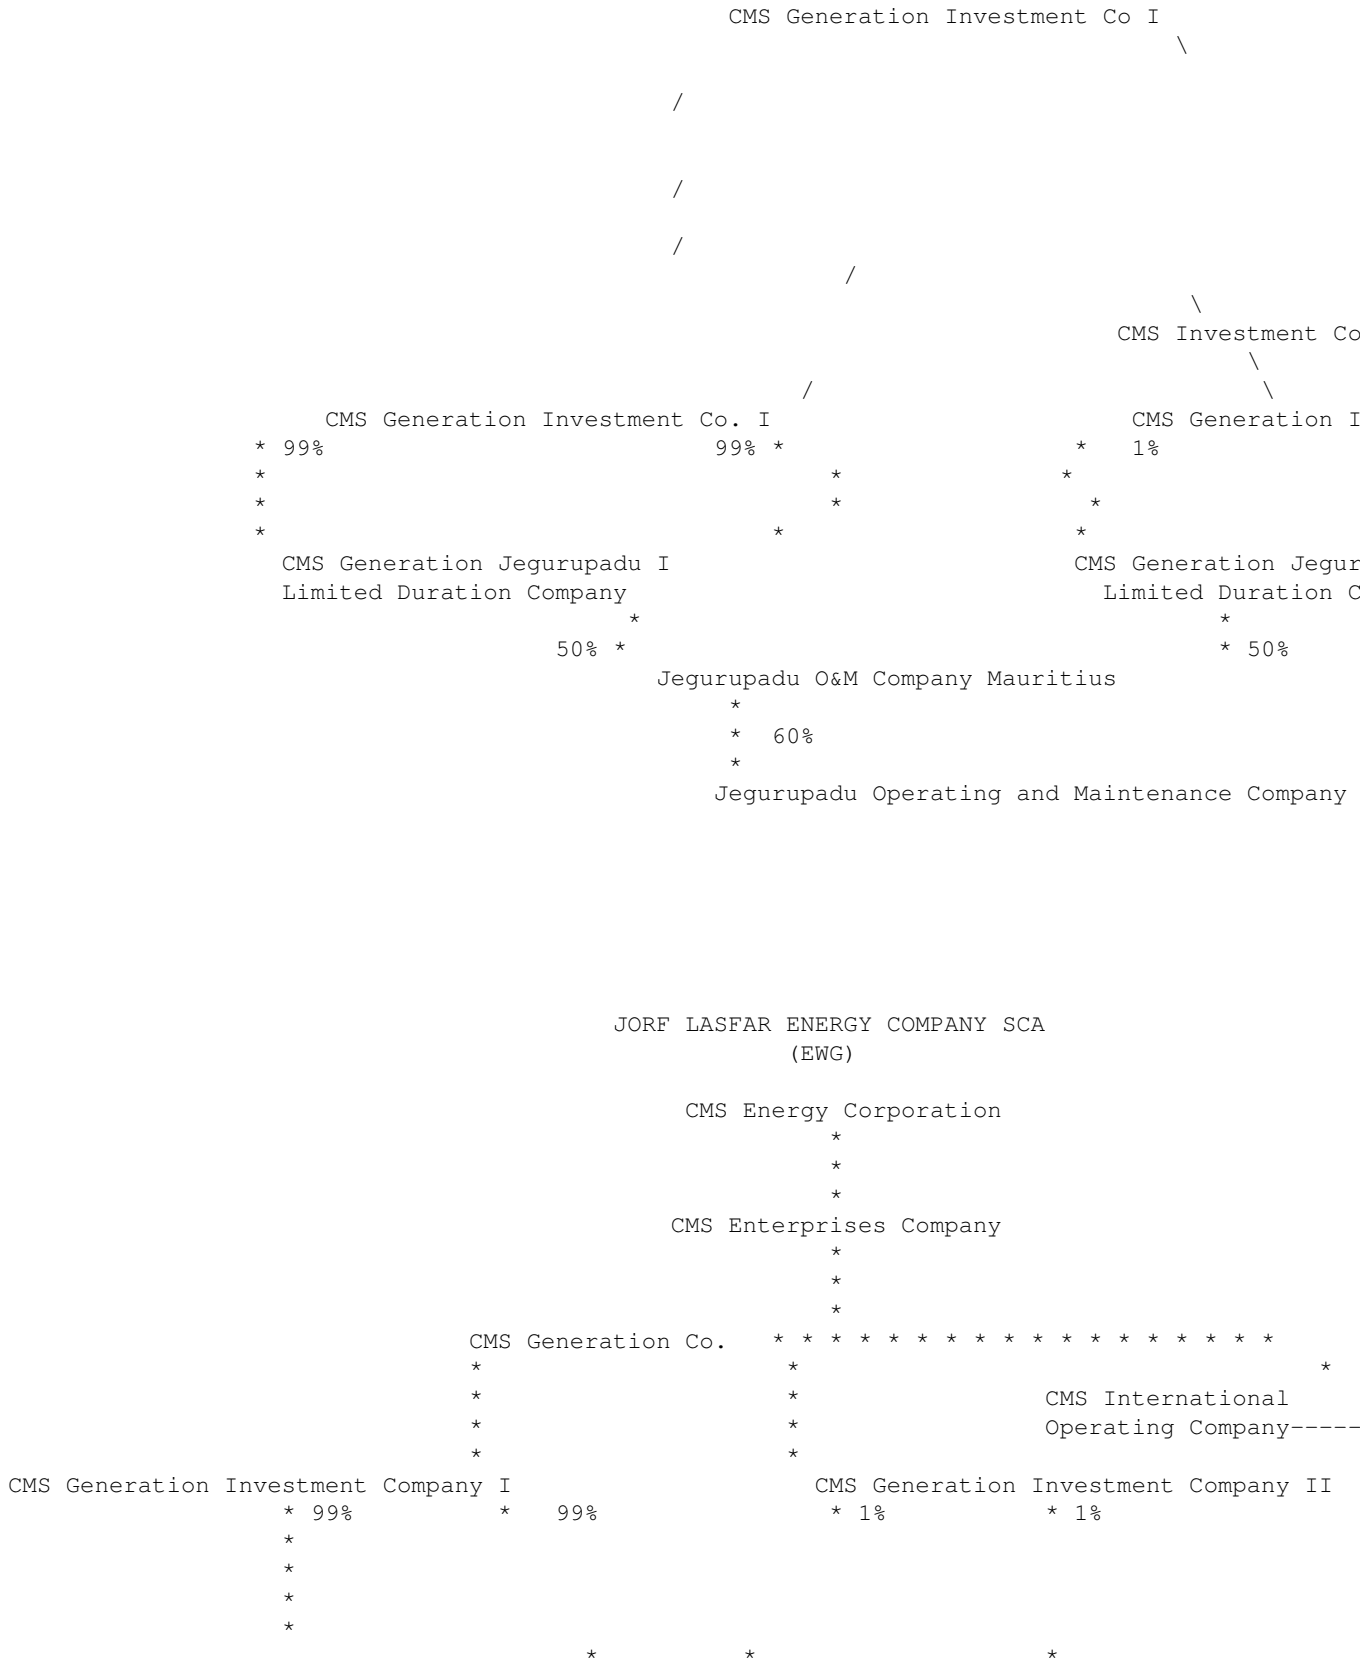 CMS Generation Investment Co I
\
/
/
/
/
\
CMS Investment Co
\
/ \
CMS Generation Investment Co. I CMS Generation I
* 99% 99% * * 1%
* * *
* * *
* * *
CMS Generation Jegurupadu I CMS Generation Jegur
Limited Duration Company Limited Duration C
* *
50% * * 50%
Jegurupadu O&M Company Mauritius
*
* 60%
*
Jegurupadu Operating and Maintenance Company
JORF LASFAR ENERGY COMPANY SCA
(EWG)
CMS Energy Corporation
*
*
*
CMS Enterprises Company
*
*
*
CMS Generation Co. * * * * * * * * * * * * * * * * * *
* * *
* * CMS International
* * Operating Company-----
* *
CMS Generation Investment Company I CMS Generation Investment Company II
* 99% * 99% * 1% * 1%
*
*
*
*
* * *